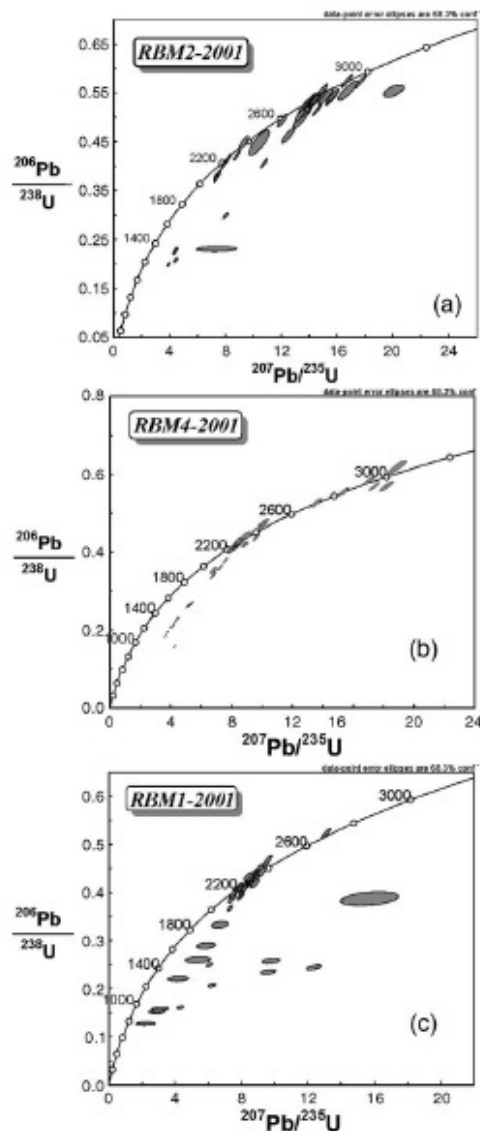 data-point error ellipses are 68.3% conf
RBM2-2001
0.65
0.55
0.45
0.35
0.25
0.15
0.05
206Pb
238U
1400
1800
2200
2600
3000
(a)
0 4 8 12 16 20 24
207Pb/235U
data-point error ellipses are 68.3% conf
RBM4-2001
0.8
0.6
0.4
0.2
0.0
206Pb
238U
1000
1400
1800
2200
2600
3000
(b)
0 4 8 12 16 20 24
207Pb/235U
data-point error ellipses are 68.3% conf
RBM1-2001
0.6
0.5
0.4
0.3
0.2
0.1
0.0
206Pb
238U
1000
1400
1800
2200
2600
3000
(c)
0 4 8 12 16 20
207Pb/235U